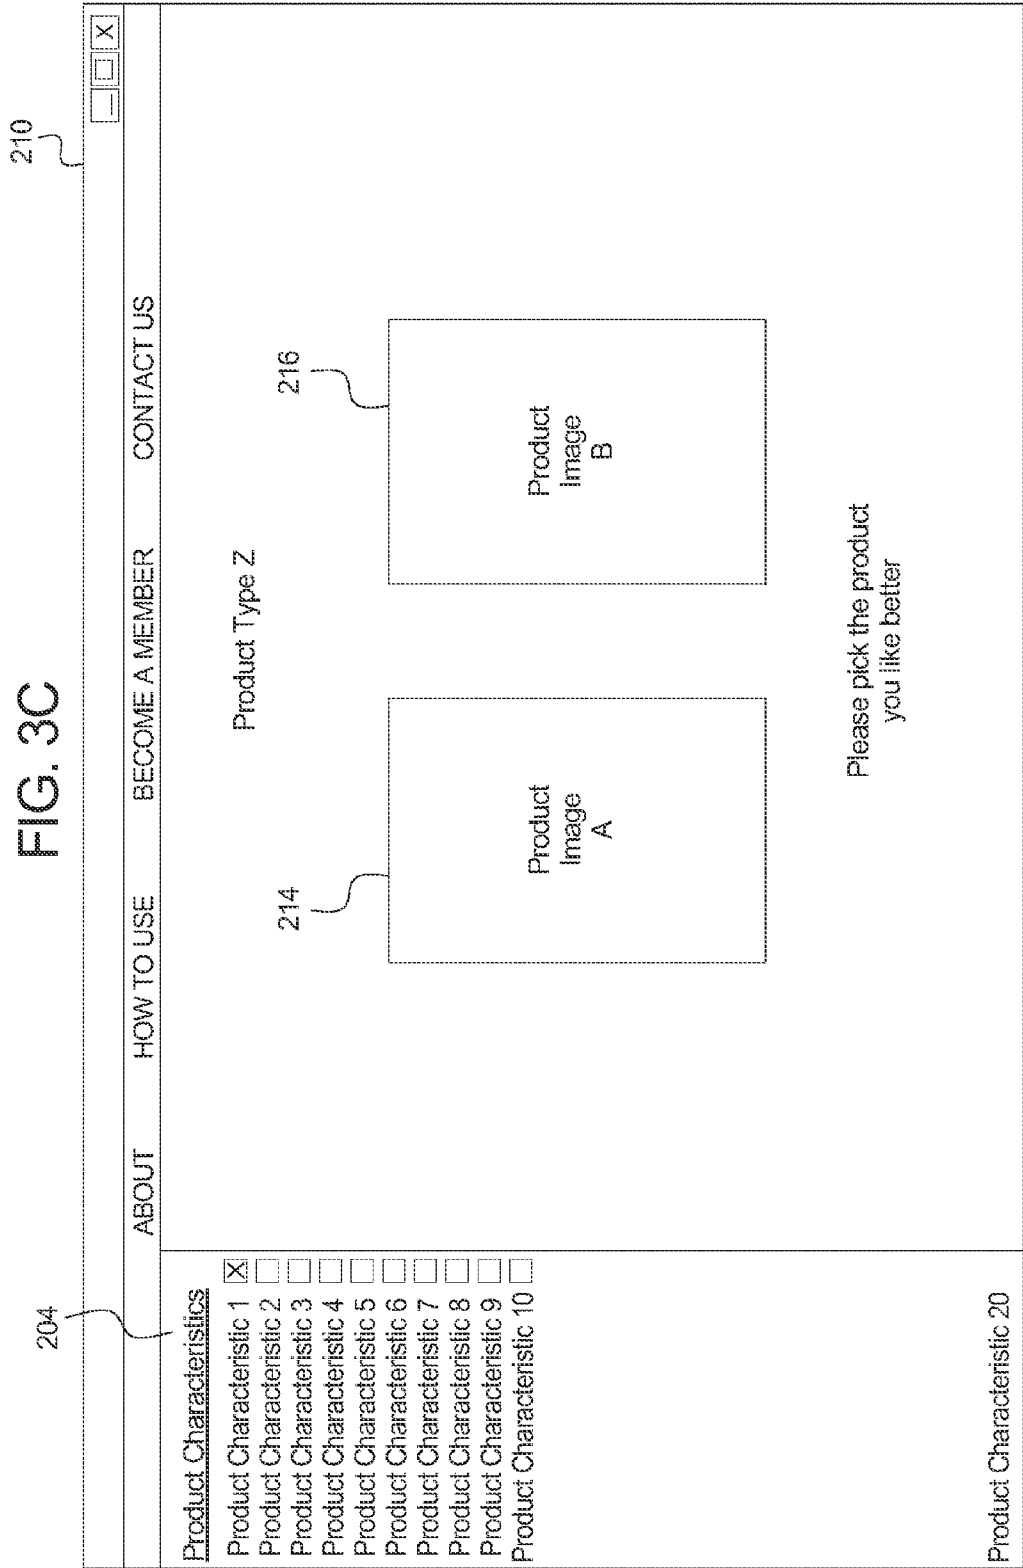 FIG. 3C
210
204
ABOUT HOW TO USE BECOME A MEMBER CONTACT US
Product Characteristics
Product Characteristic 1 X
Product Characteristic 2
Product Characteristic 3
Product Characteristic 4
Product Characteristic 5
Product Characteristic 6
Product Characteristic 7
Product Characteristic 8
Product Characteristic 9
Product Characteristic 10
Product Characteristic 20
Product Type Z
214
Product
Image
A
216
Product
Image
B
Please pick the product
you like better